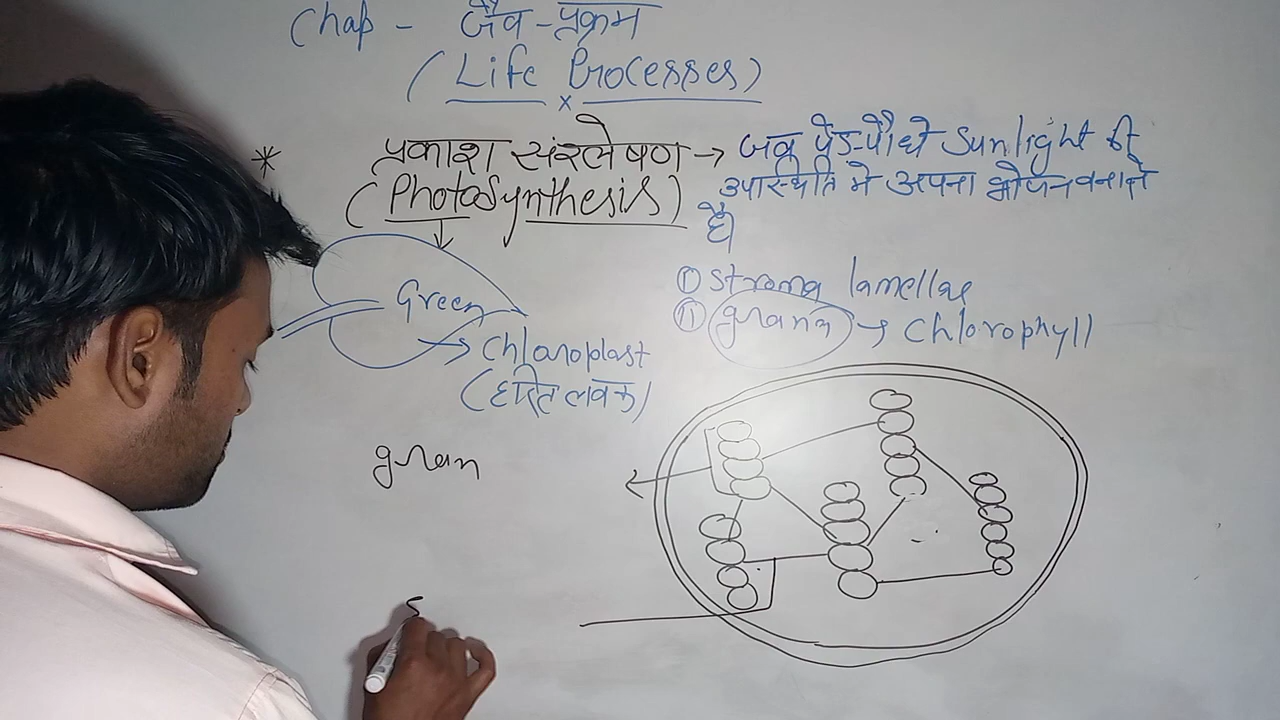 Chap - जैव-प्रक्रम
(Life Processes)
x
* प्रकाश संश्लेषण → जब पेड़-पौधे Sunlight की
(PhotoSynthesis) उपस्थिति मे अपना भोजन बनाते
है।
Green
① stroma lamellae
⑪ grana → chlorophyll
→ chloroplast
(हरित लवक)
gran
s